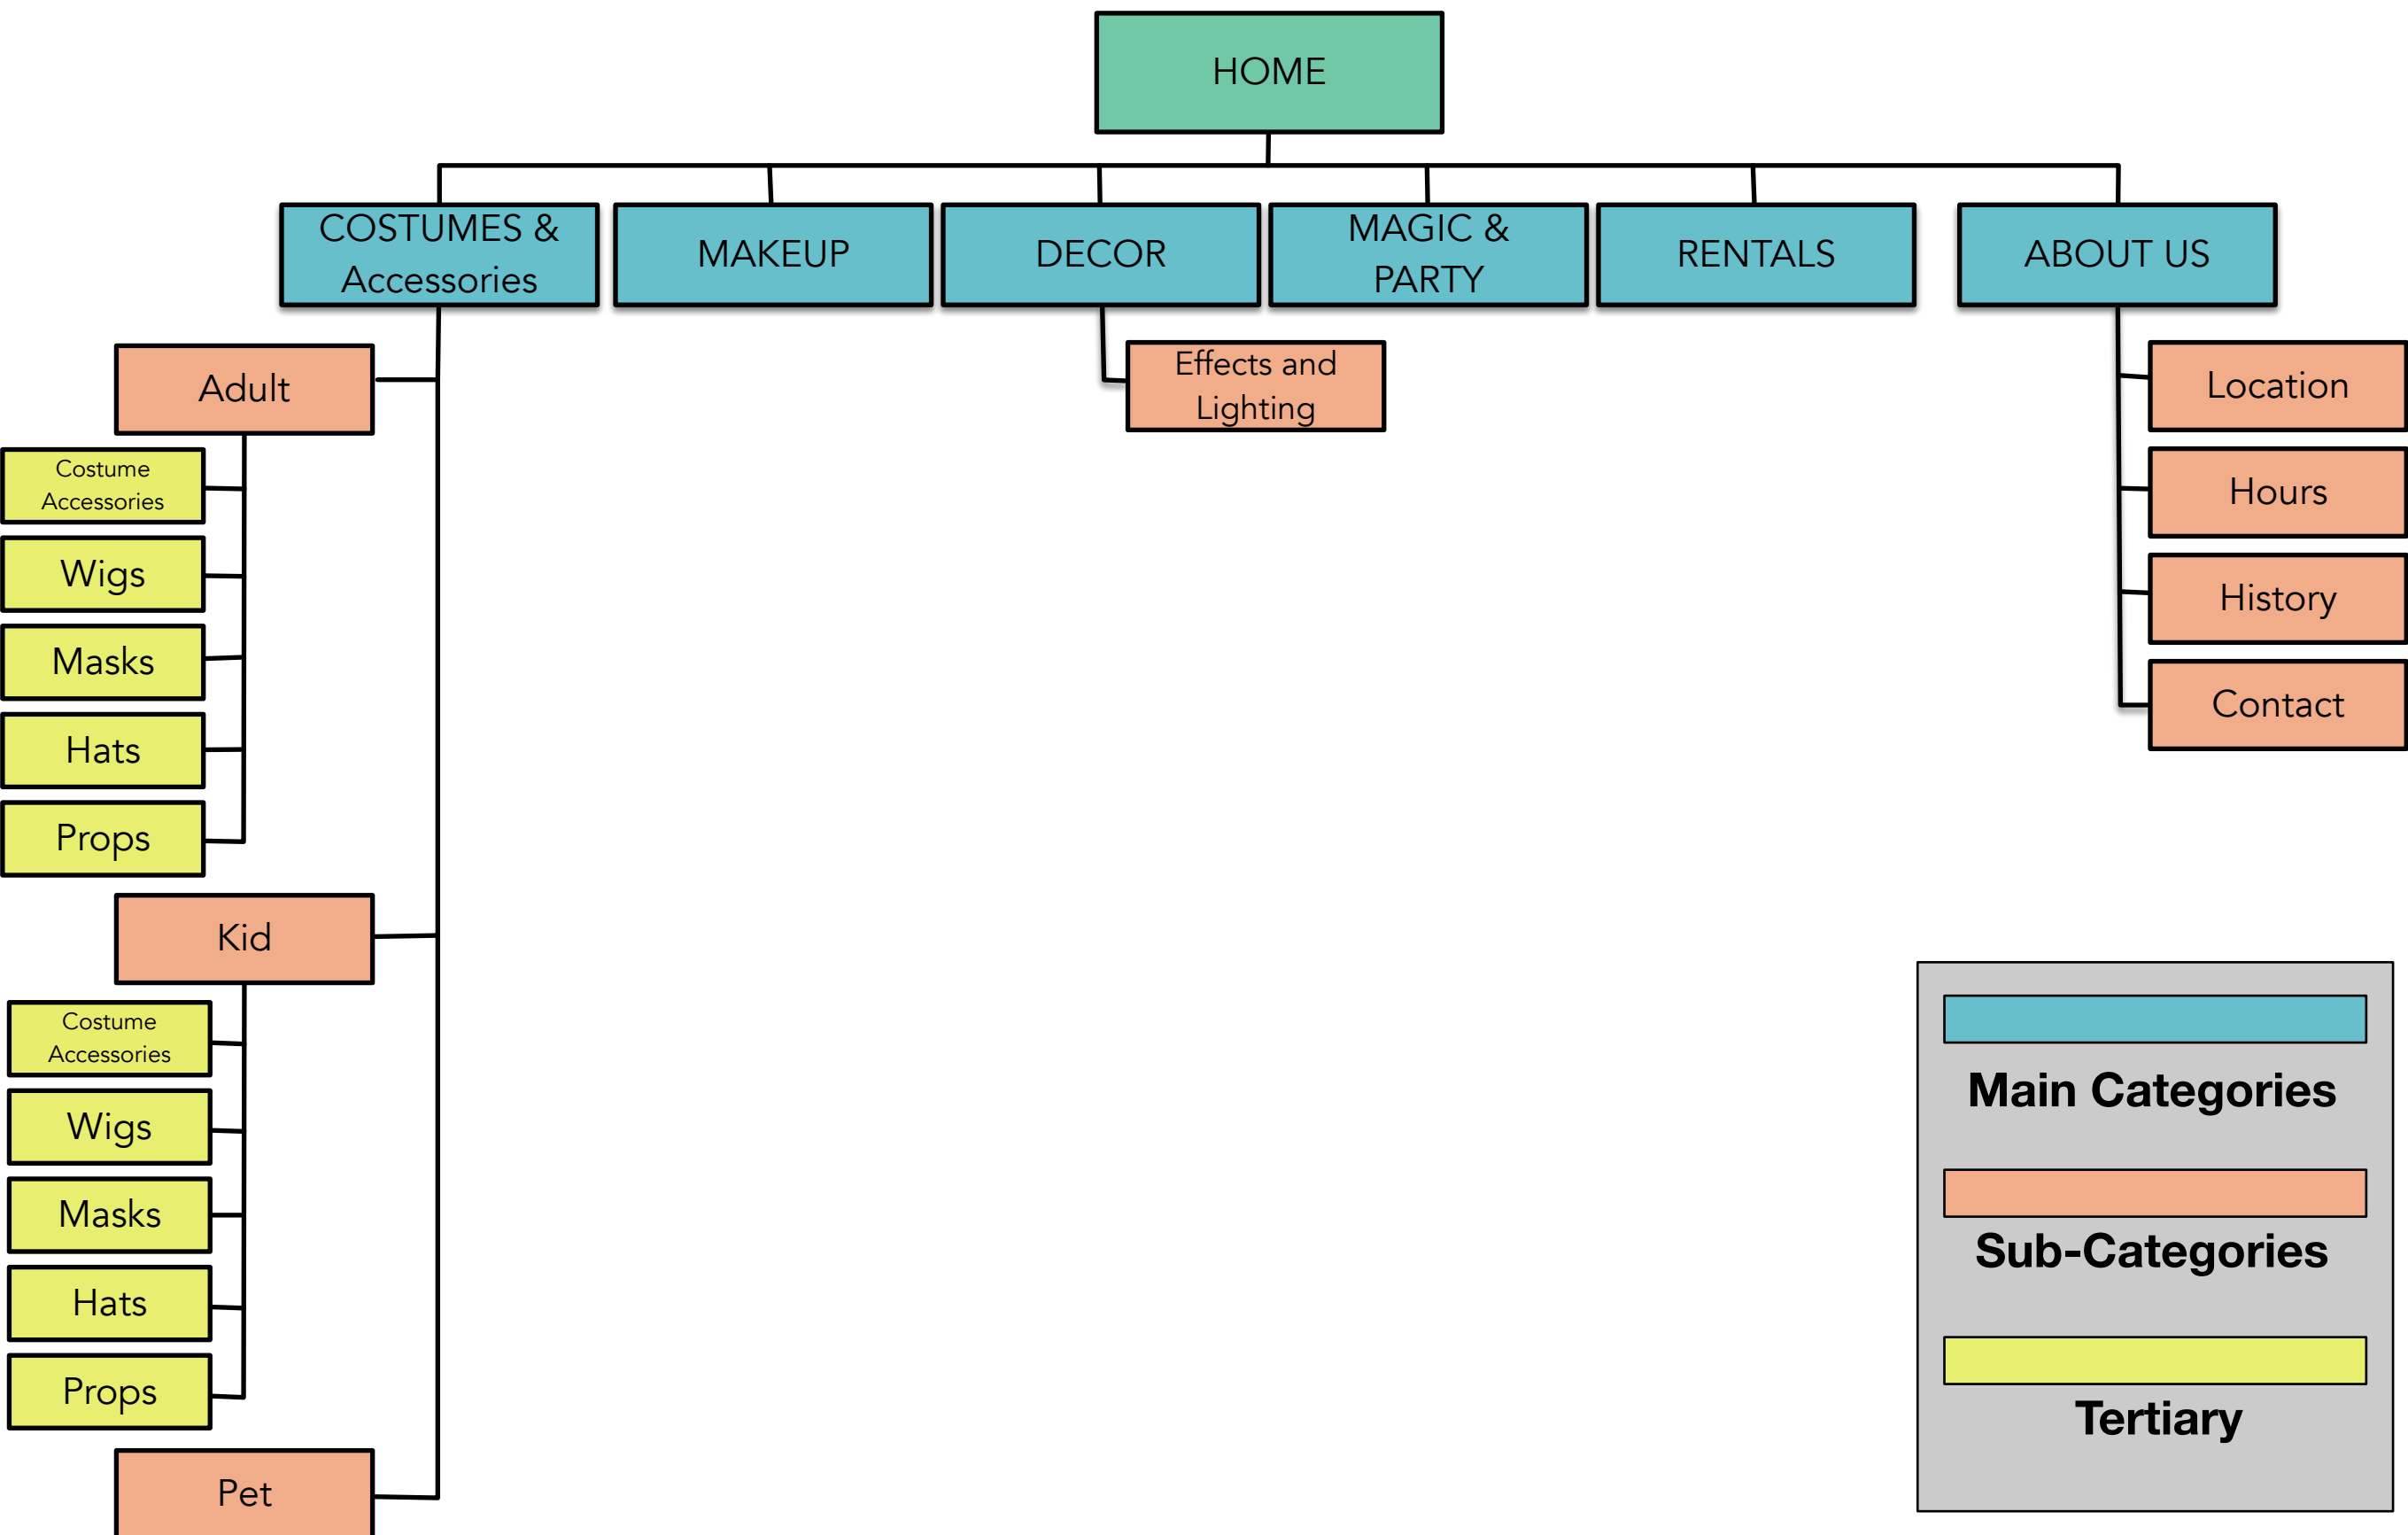 HOME
COSTUMES &
Accessories
MAKEUP
DECOR
MAGIC &
PARTY
RENTALS
ABOUT US
Adult
Costume
Accessories
Wigs
Masks
Hats
Props
Kid
Costume
Accessories
Wigs
Masks
Hats
Props
Pet
Effects and
Lighting
Location
Hours
History
Contact
Main Categories
Sub-Categories
Tertiary